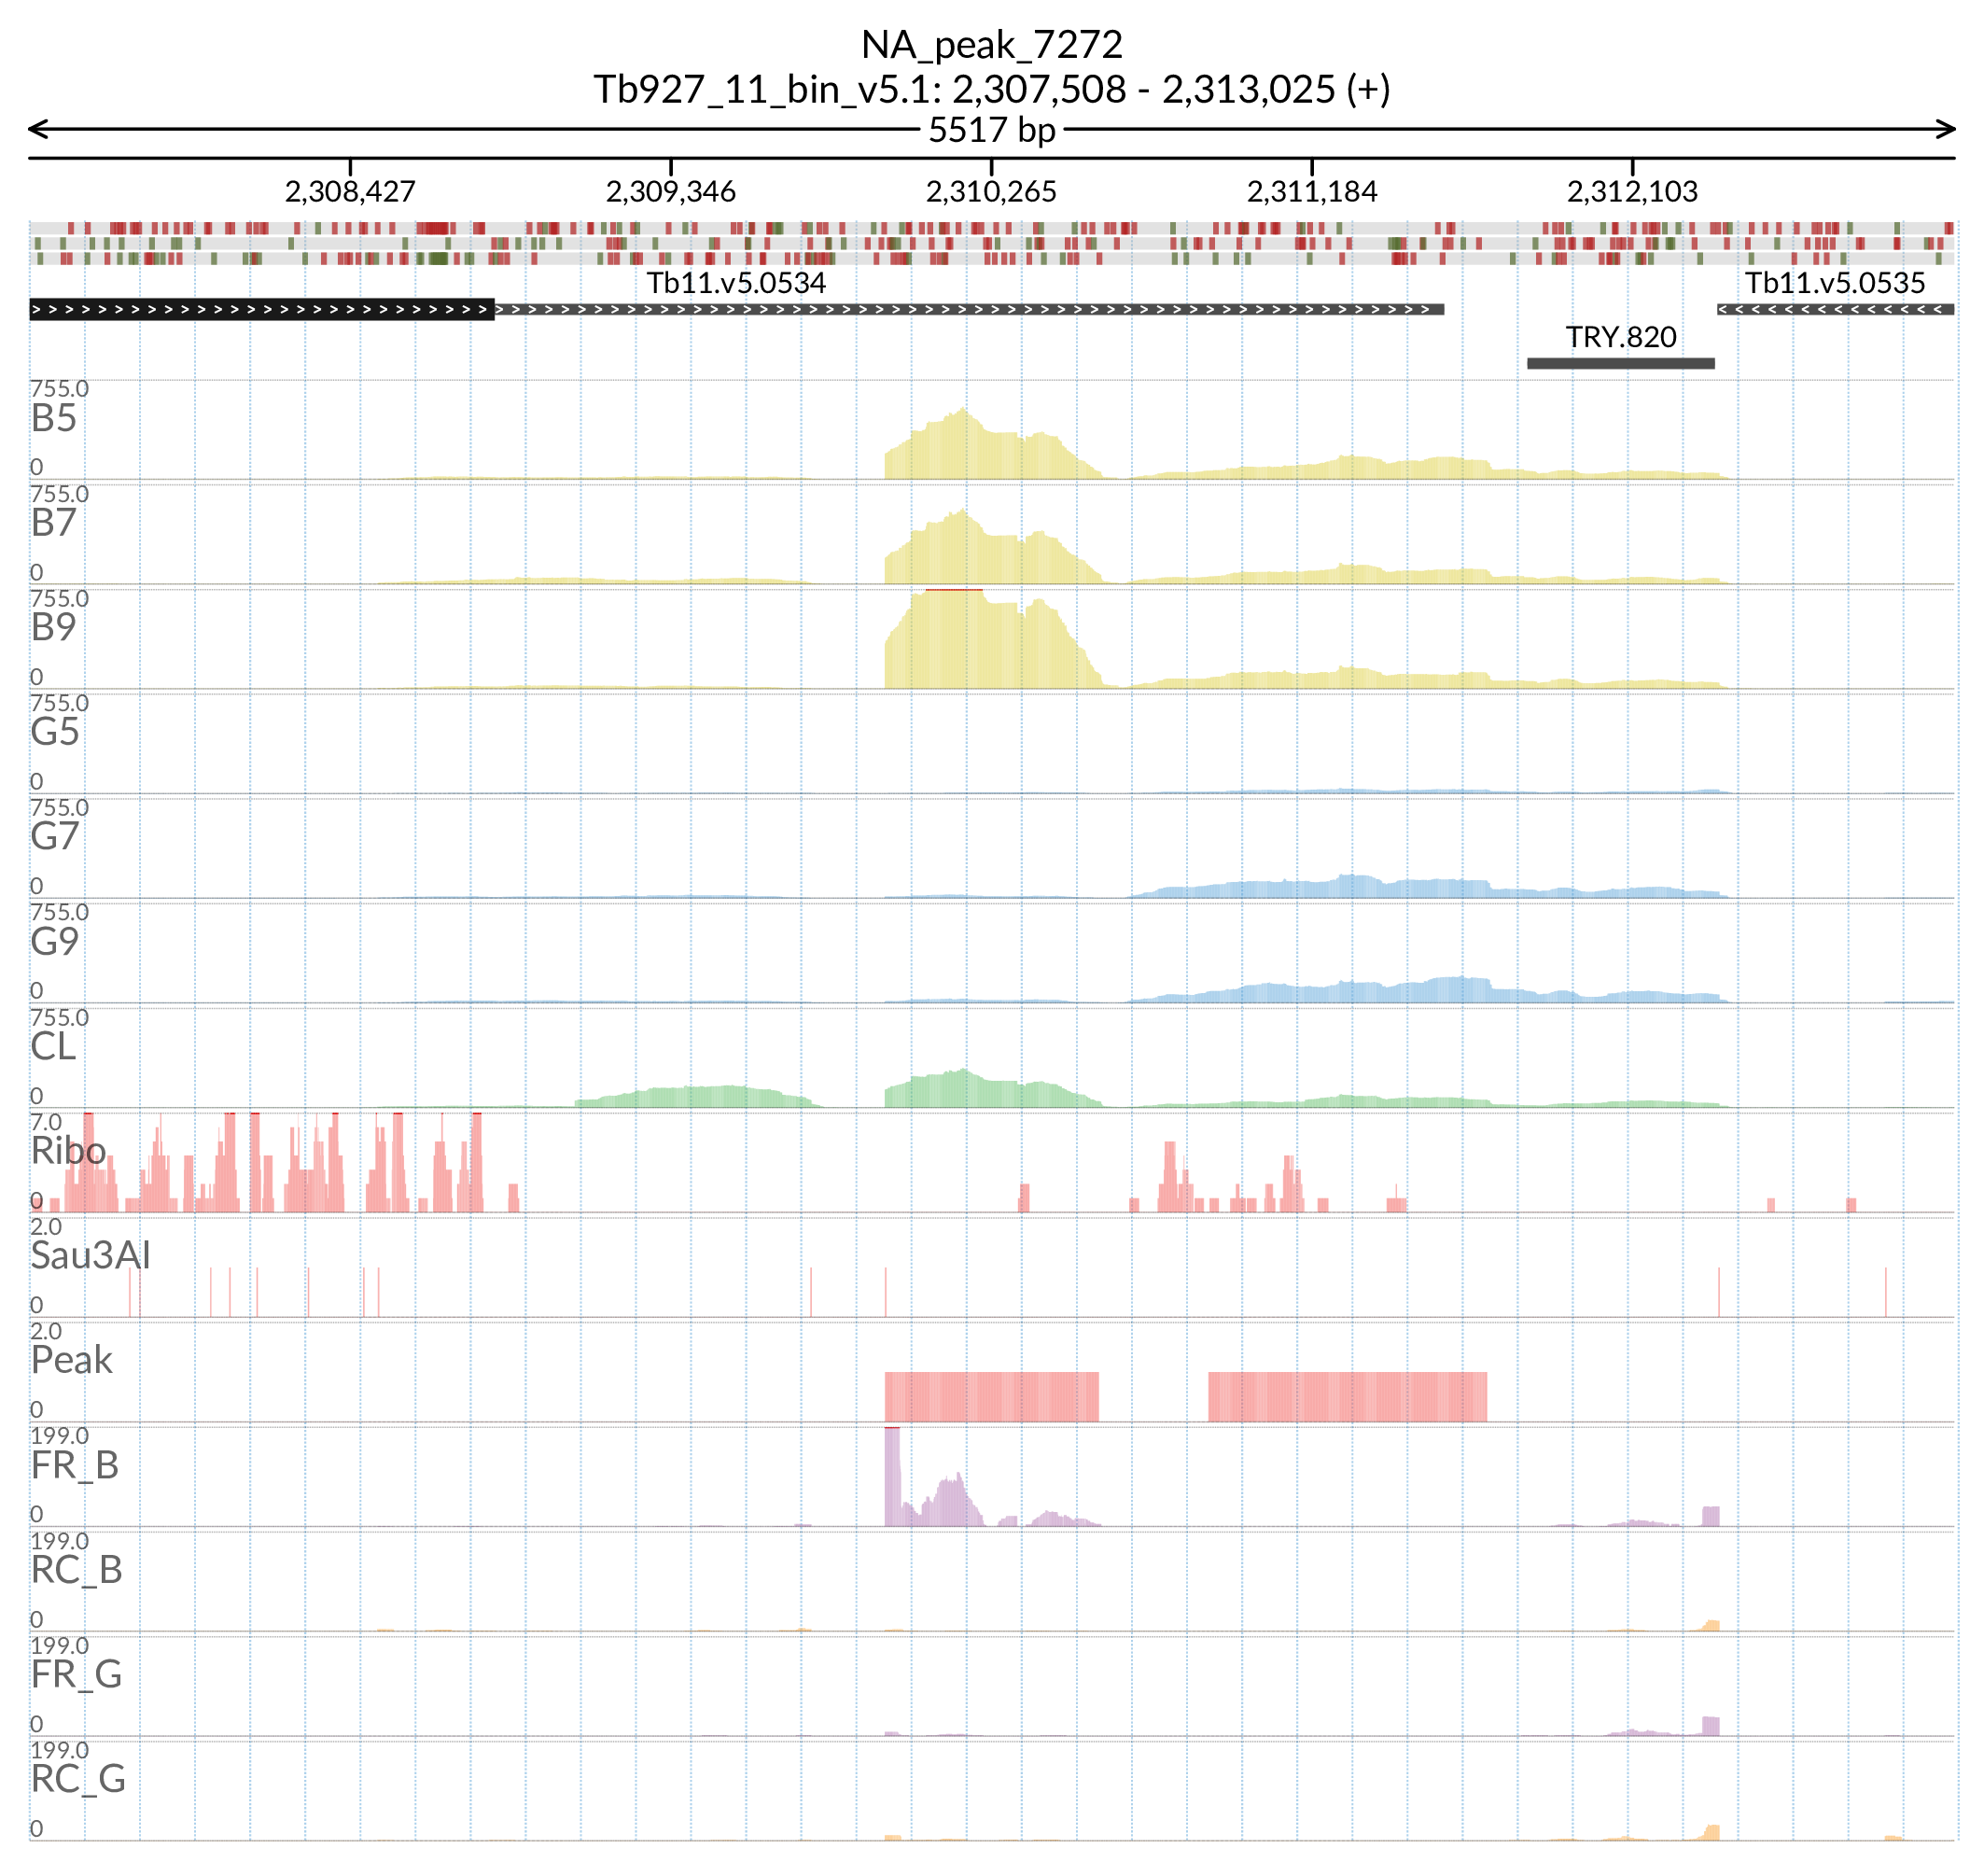 NA_peak_7272
Tb927_11_bin_v5.1: 2,307,508 - 2,313,025 (+)
5517 bp
2,308,427 2,309,346 2,310,265 2,311,184 2,312,103
Tb11.v5.0534 Tb11.v5.0535
TRY.820
755.0
B5
0
755.0
B7
0
755.0
B9
0
755.0
G5
0
755.0
G7
0
755.0
G9
0
755.0
CL
0
7.0
Ribo
0
2.0
Sau3AI
0
2.0
Peak
0
199.0
FR_B
0
199.0
RC_B
0
199.0
FR_G
0
199.0
RC_G
0